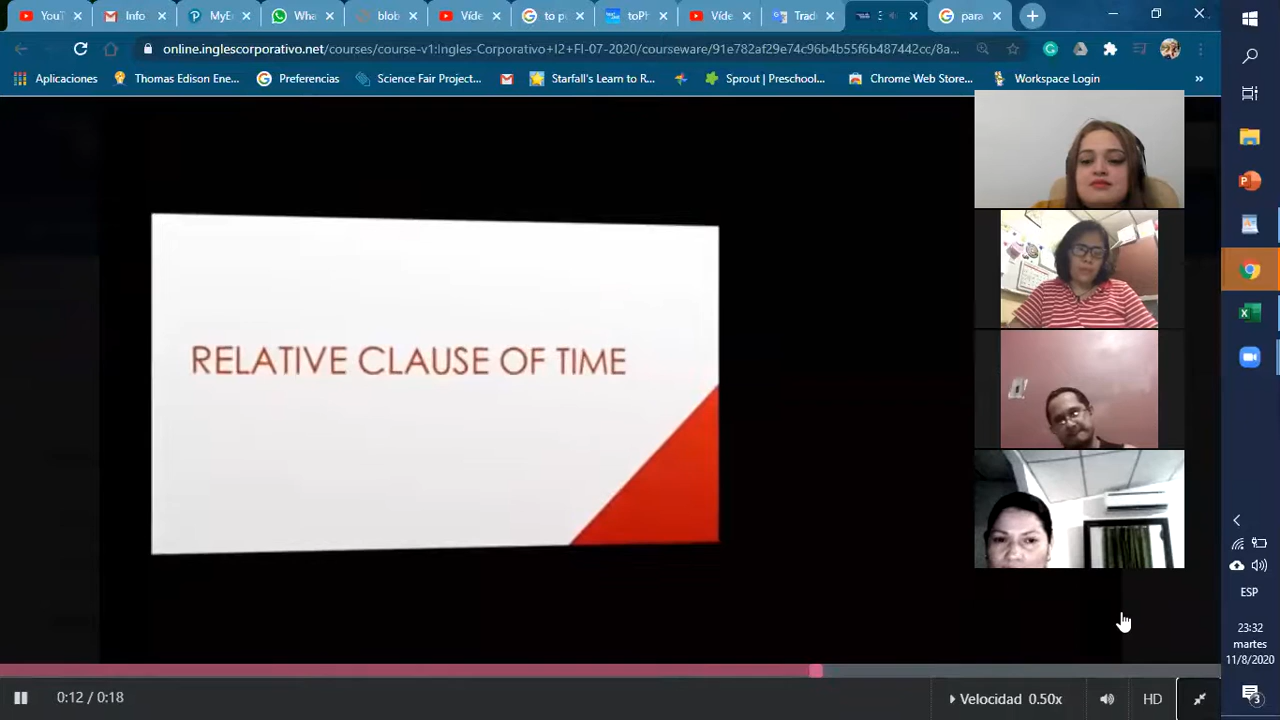 YouT
Info
MyE
Wha
blob
Víde
to p
toPh
Víde
Trad
para
online.inglescorporativo.net/courses/course-v1:Ingles-Corporativo+I2+FI-07-2020/courseware/91e782af29e74c96b4b55f6b487442cc/8a...
Aplicaciones
Thomas Edison Ene...
Preferencias
Science Fair Project...
Starfall's Learn to R...
Sprout | Preschool...
Chrome Web Store...
Workspace Login
»
RELATIVE CLAUSE OF TIME
0:12 / 0:18
Velocidad 0.50x
HD
ESP
23:32
martes
11/8/2020
3